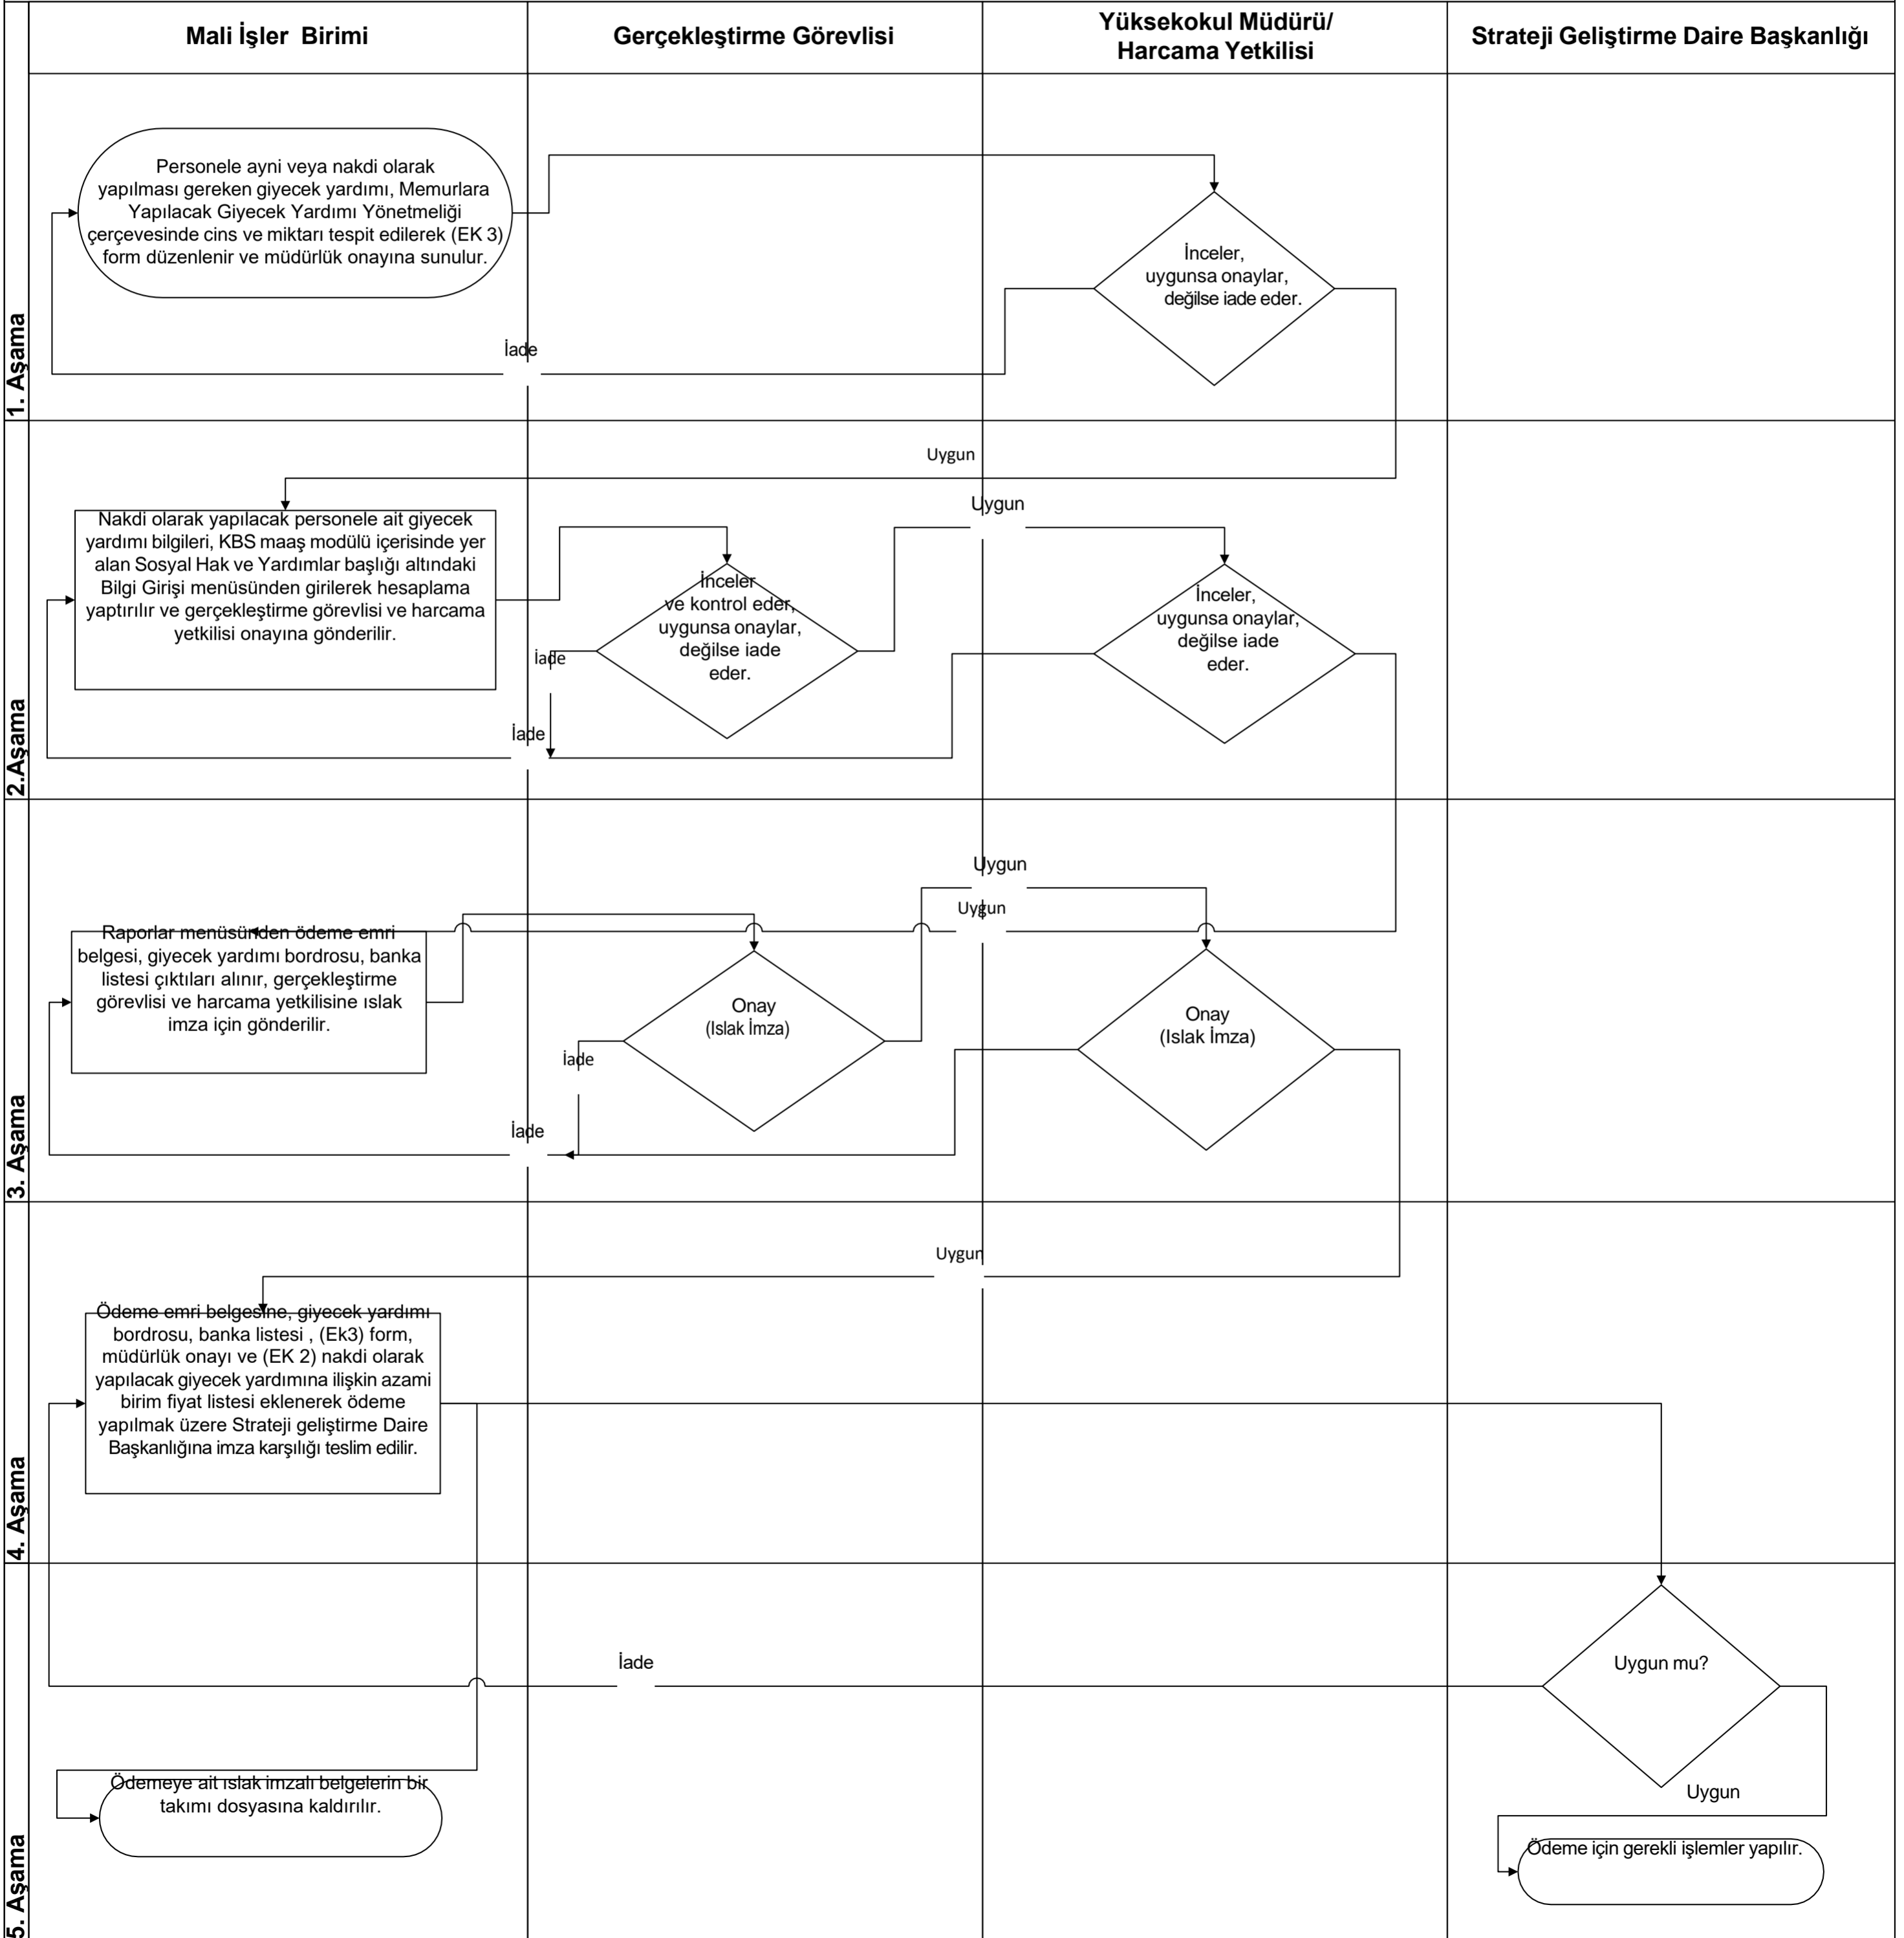 Mali İşler Birimi
Gerçekleştirme Görevlisi
Yüksekokul Müdürü/
Harcama Yetkilisi
Strateji Geliştirme Daire Başkanlığı
1. Aşama
Personele ayni veya nakdi olarak
yapılması gereken giyecek yardımı, Memurlara
Yapılacak Giyecek Yardımı Yönetmeliği
çerçevesinde cins ve miktarı tespit edilerek (EK 3)
form düzenlenir ve müdürlük onayına sunulur.
İnceler,
uygunsa onaylar,
değilse iade eder.
İade
2.Aşama
Uygun
Nakdi olarak yapılacak personele ait giyecek
yardımı bilgileri, KBS maaş modülü içerisinde yer
alan Sosyal Hak ve Yardımlar başlığı altındaki
Bilgi Girişi menüsünden girilerek hesaplama
yaptırılır ve gerçekleştirme görevlisi ve harcama
yetkilisi onayına gönderilir.
İnceler
ve kontrol eder,
uygunsa onaylar,
değilse iade
eder.
Uygun
İnceler,
uygunsa onaylar,
değilse iade
eder.
İade
İade
3. Aşama
Uygun
Uygun
Raporlar menüsünden ödeme emri
belgesi, giyecek yardımı bordrosu, banka
listesi çıktıları alınır, gerçekleştirme
görevlisi ve harcama yetkilisine ıslak
imza için gönderilir.
Onay
(Islak İmza)
Onay
(Islak İmza)
İade
İade
4. Aşama
Uygun
Ödeme emri belgesine, giyecek yardımı
bordrosu, banka listesi , (Ek3) form,
müdürlük onayı ve (EK 2) nakdi olarak
yapılacak giyecek yardımına ilişkin azami
birim fiyat listesi eklenerek ödeme
yapılmak üzere Strateji geliştirme Daire
Başkanlığına imza karşılığı teslim edilir.
5. Aşama
İade
Uygun mu?
Uygun
Ödemeye ait ıslak imzalı belgelerin bir
takımı dosyasına kaldırılır.
Ödeme için gerekli işlemler yapılır.